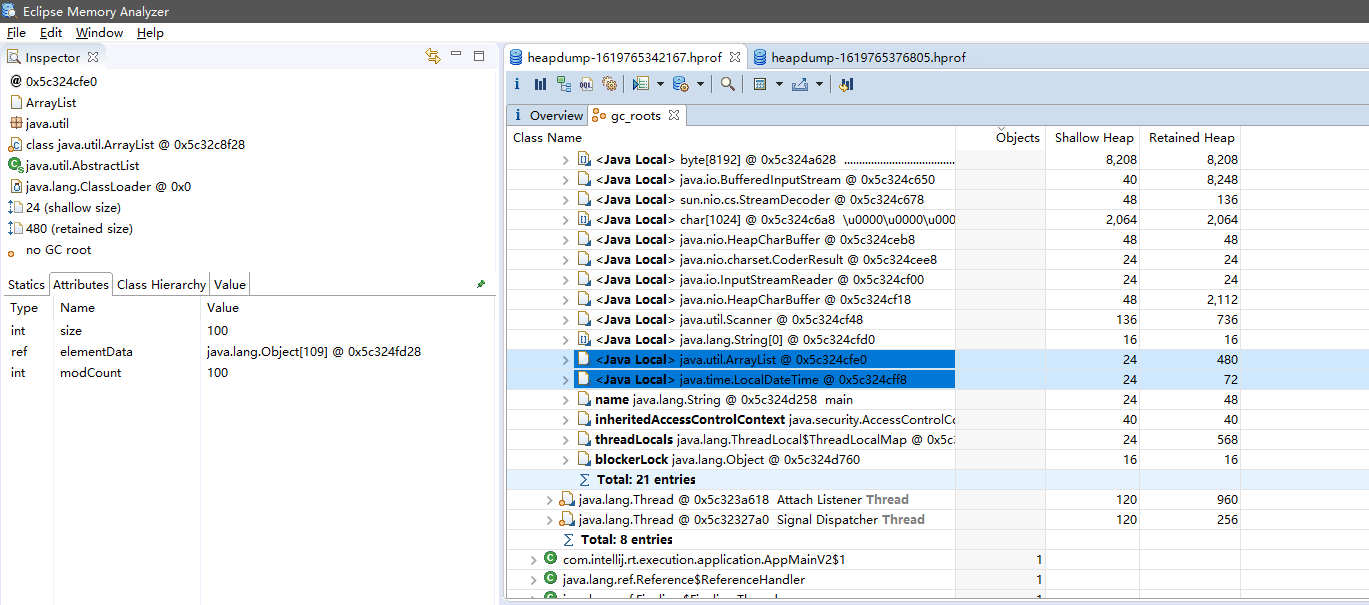 Eclipse Memory Analyzer
File Edit Window Help
Inspector
@ 0x5c324cfe0
ArrayList
java.util
class java.util.ArrayList @ 0x5c32c8f28
java.util.AbstractList
java.lang.ClassLoader @ 0x0
24 (shallow size)
480 (retained size)
no GC root
Statics Attributes Class Hierarchy Value
Type Name Value
int size 100
ref elementData java.lang.Object[109] @ 0x5c324fd28
int modCount 100
heapdump-1619765342167.hprof heapdump-1619765376805.hprof
i OQL
i Overview gc_roots
Class Name Objects Shallow Heap Retained Heap
<Java Local> byte[8192] @ 0x5c324a628 ..................................... 8,208 8,208
<Java Local> java.io.BufferedInputStream @ 0x5c324c650 40 8,248
<Java Local> sun.nio.cs.StreamDecoder @ 0x5c324c678 48 136
<Java Local> char[1024] @ 0x5c324c6a8 \u0000\u0000\u000 2,064 2,064
<Java Local> java.nio.HeapCharBuffer @ 0x5c324ceb8 48 48
<Java Local> java.nio.charset.CoderResult @ 0x5c324cee8 24 24
<Java Local> java.io.InputStreamReader @ 0x5c324cf00 24 24
<Java Local> java.nio.HeapCharBuffer @ 0x5c324cf18 48 2,112
<Java Local> java.util.Scanner @ 0x5c324cf48 136 736
<Java Local> java.lang.String[0] @ 0x5c324cfd0 16 16
<Java Local> java.util.ArrayList @ 0x5c324cfe0 24 480
<Java Local> java.time.LocalDateTime @ 0x5c324cff8 24 72
name java.lang.String @ 0x5c324d258 main 24 48
inheritedAccessControlContext java.security.AccessControlCo 40 40
threadLocals java.lang.ThreadLocal$ThreadLocalMap @ 0x5c3 24 568
blockerLock java.lang.Object @ 0x5c324d760 16 16
Σ Total: 21 entries
java.lang.Thread @ 0x5c323a618 Attach Listener Thread 120 960
java.lang.Thread @ 0x5c32327a0 Signal Dispatcher Thread 120 256
Σ Total: 8 entries
com.intellij.rt.execution.application.AppMainV2$1 1
java.lang.ref.Reference$ReferenceHandler 1